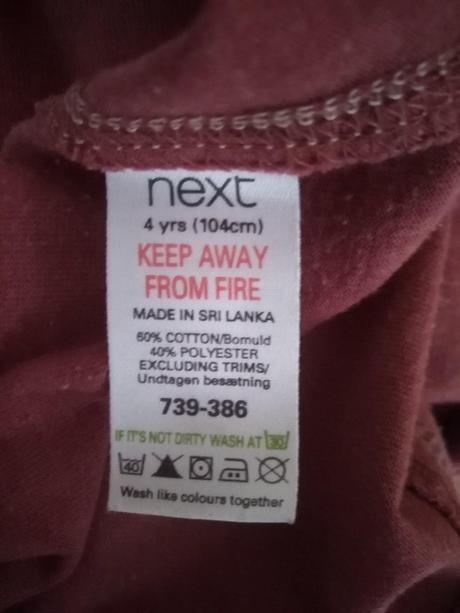 next
4 yrs (104cm)
KEEP AWAY
FROM FIRE
MADE IN SRI LANKA
60% COTTON/Bomuld
40% POLYESTER
EXCLUDING TRIMS/
Undtagen besætning
739-386
IF IT'S NOT DIRTY WASH AT 30
40
Wash like colours together